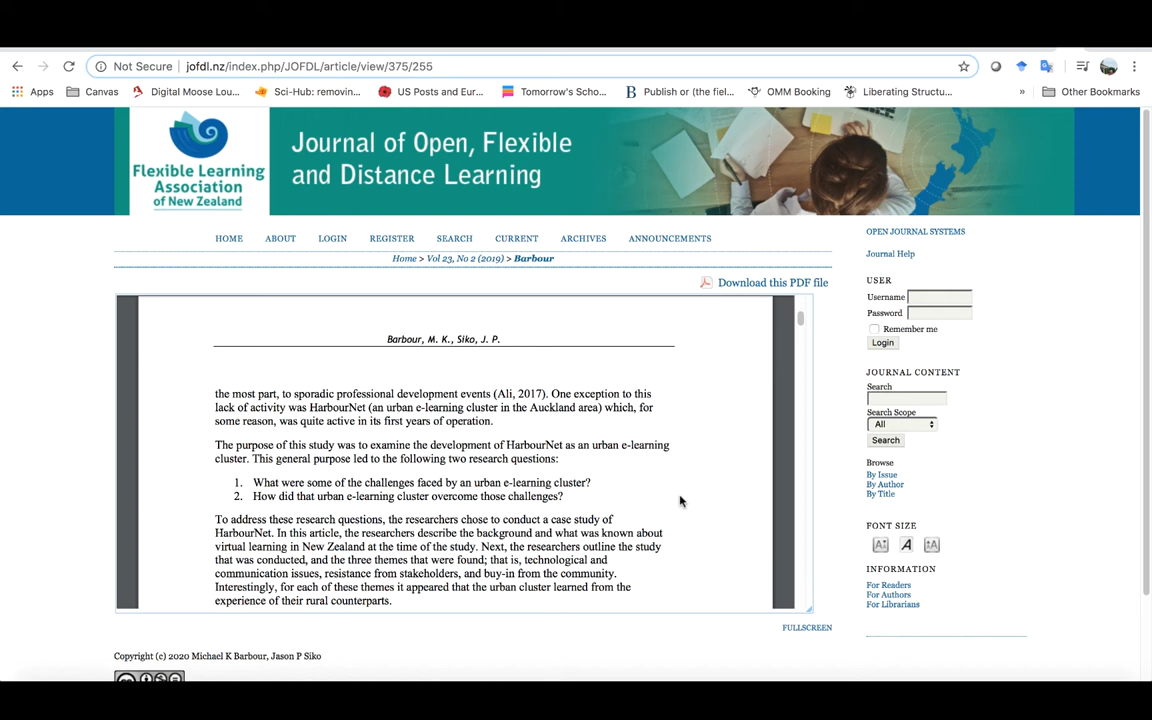 Not Secure jofdl.nz/index.php/JOFDL/article/view/375/255
Apps Canvas Digital Moose Lou... Sci-Hub: removin... US Posts and Eur... Tomorrow's Scho... Publish or (the fiel... OMM Booking Liberating Structu... » Other Bookmarks
Flexible Learning
Association
of New Zealand
Journal of Open, Flexible
and Distance Learning
HOME ABOUT LOGIN REGISTER SEARCH CURRENT ARCHIVES ANNOUNCEMENTS
Home > Vol 23, No 2 (2019) > Barbour
Download this PDF file
Barbour, M. K., Siko, J. P.
the most part, to sporadic professional development events (Ali, 2017). One exception to this
lack of activity was HarbourNet (an urban e-learning cluster in the Auckland area) which, for
some reason, was quite active in its first years of operation.
The purpose of this study was to examine the development of HarbourNet as an urban e-learning
cluster. This general purpose led to the following two research questions:
1. What were some of the challenges faced by an urban e-learning cluster?
2. How did that urban e-learning cluster overcome those challenges?
To address these research questions, the researchers chose to conduct a case study of
HarbourNet. In this article, the researchers describe the background and what was known about
virtual learning in New Zealand at the time of the study. Next, the researchers outline the study
that was conducted, and the three themes that were found; that is, technological and
communication issues, resistance from stakeholders, and buy-in from the community.
Interestingly, for each of these themes it appeared that the urban cluster learned from the
experience of their rural counterparts.
FULLSCREEN
Copyright (c) 2020 Michael K Barbour, Jason P Siko
OPEN JOURNAL SYSTEMS
Journal Help
USER
Username
Password
Remember me
Login
JOURNAL CONTENT
Search
Search Scope
All
Search
Browse
By Issue
By Author
By Title
FONT SIZE
A A A
INFORMATION
For Readers
For Authors
For Librarians